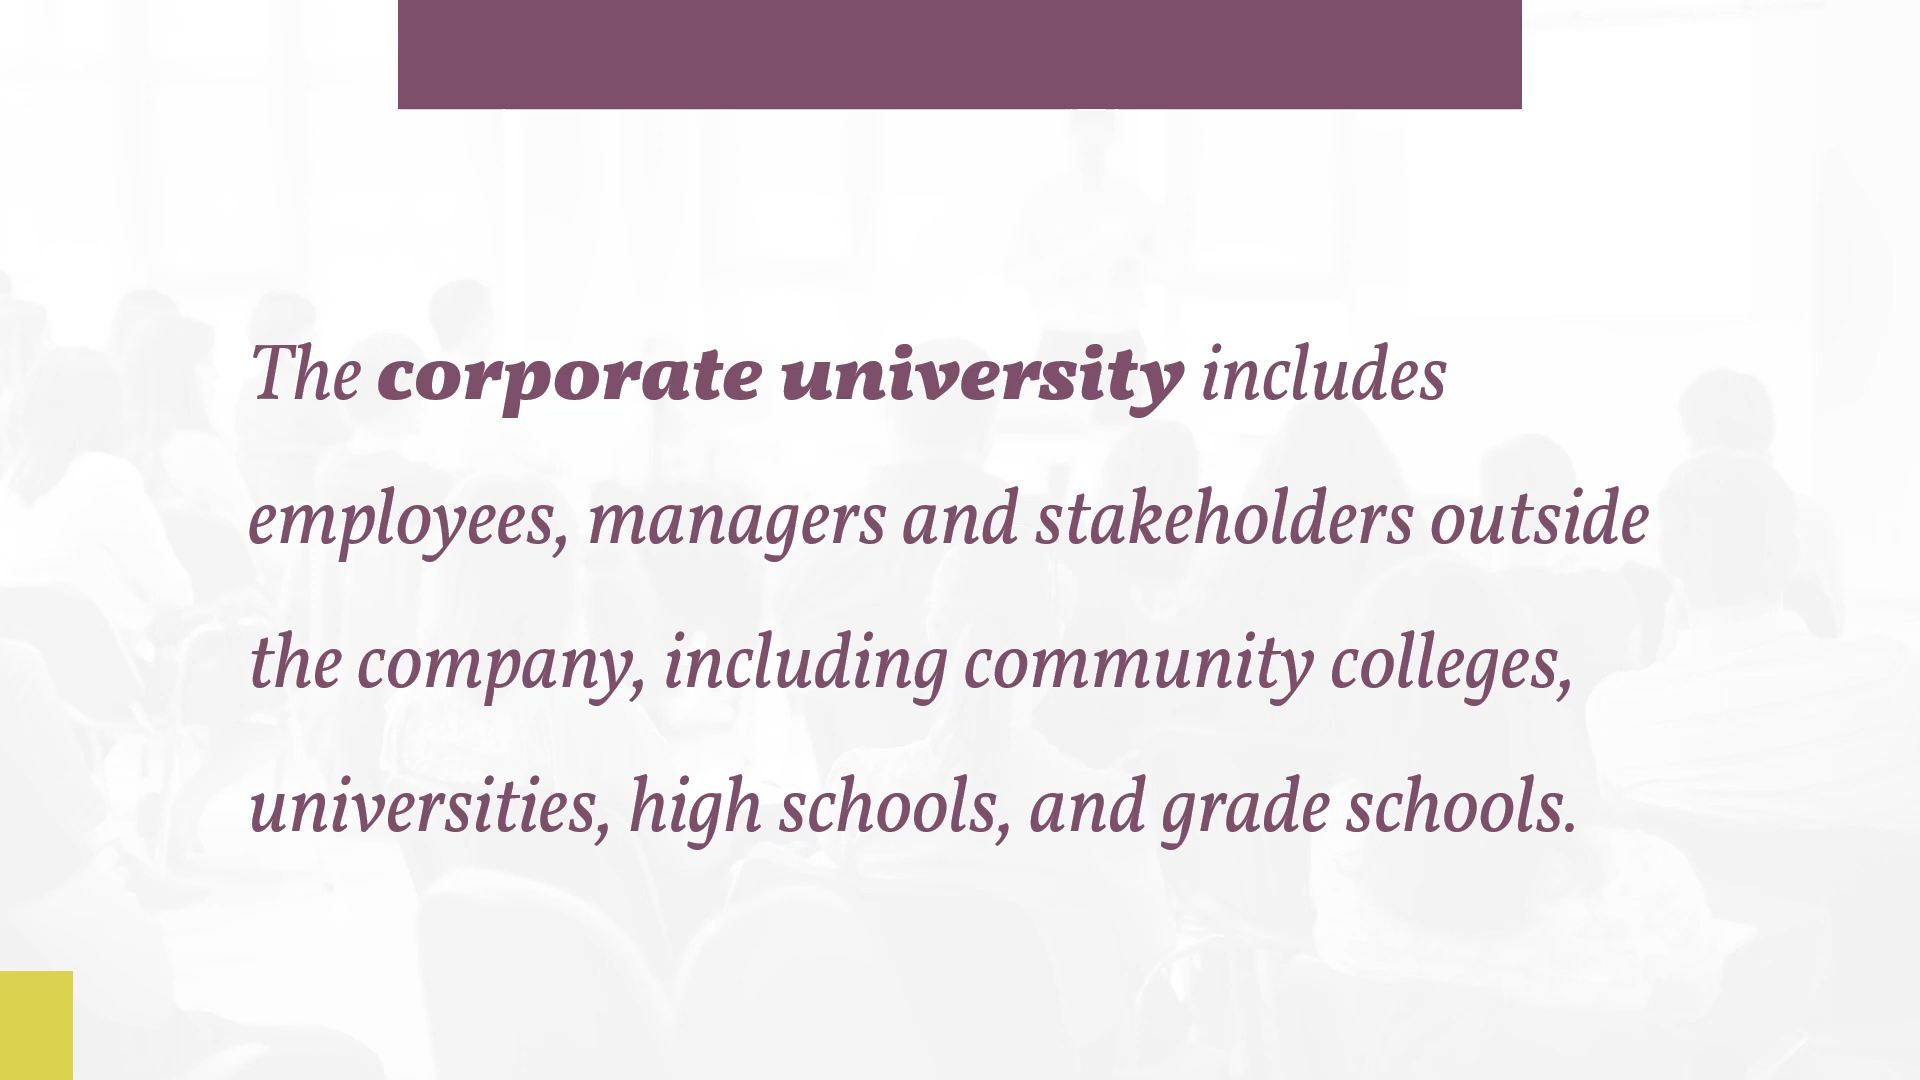 The corporate university includes
employees, managers and stakeholders outside
the company, including community colleges,
universities, high schools, and grade schools.